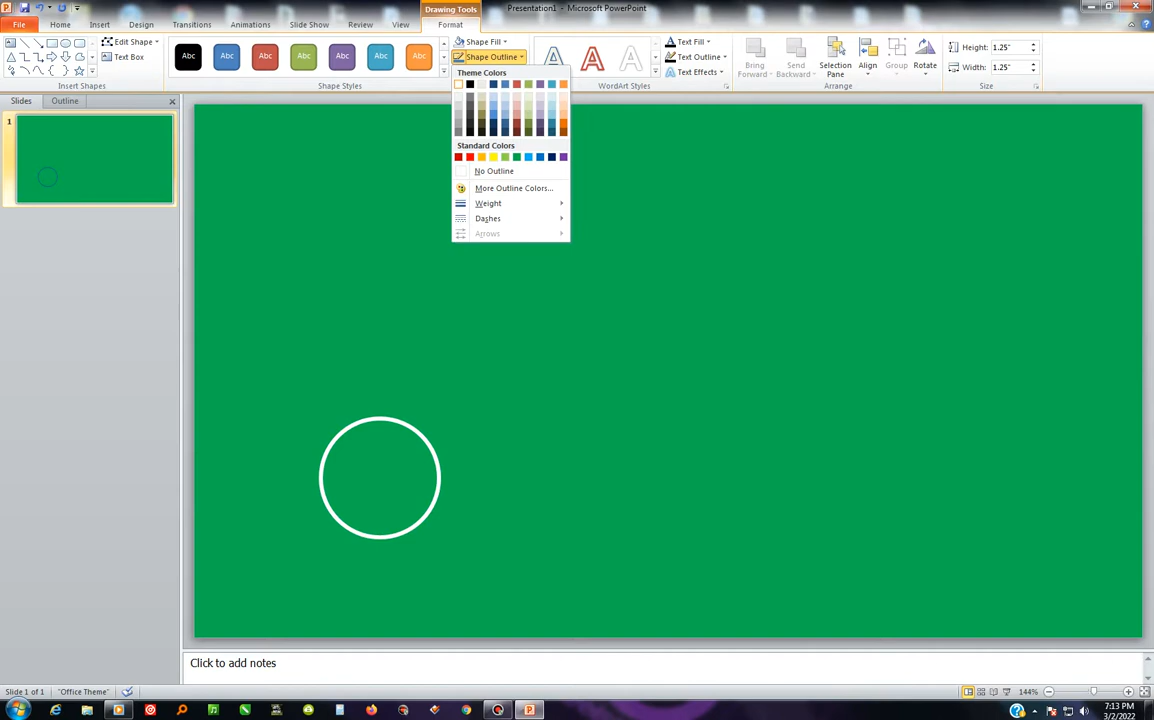 Drawing Tools
Presentation1 - Microsoft PowerPoint
File Home Insert Design Transitions Animations Slide Show Review View Format
Edit Shape
Text Box
Insert Shapes
Abc Abc Abc Abc Abc Abc Abc
Shape Styles
Shape Fill
Shape Outline
WordArt Styles
Text Fill
Text Outline
Text Effects
Bring Forward
Send Backward
Selection Pane
Align
Group
Rotate
Arrange
Height: 1.25"
Width: 1.25"
Size
Theme Colors
Standard Colors
No Outline
More Outline Colors...
Weight
Dashes
Arrows
Slides Outline
1
Click to add notes
Slide 1 of 1 "Office Theme" 144%
7:13 PM
3/2/2022